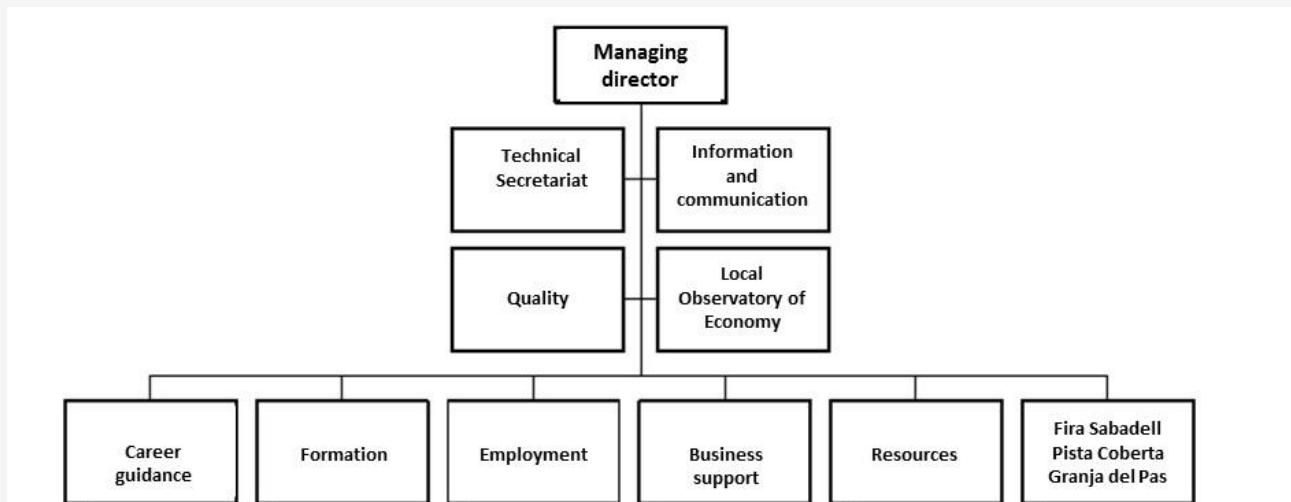 Managing
director
Technical
Secretariat
Information
and
communication
Quality
Local
Observatory of
Economy
Career
guidance
Formation
Employment
Business
support
Resources
Fira Sabadell
Pista Coberta
Granja del Pas